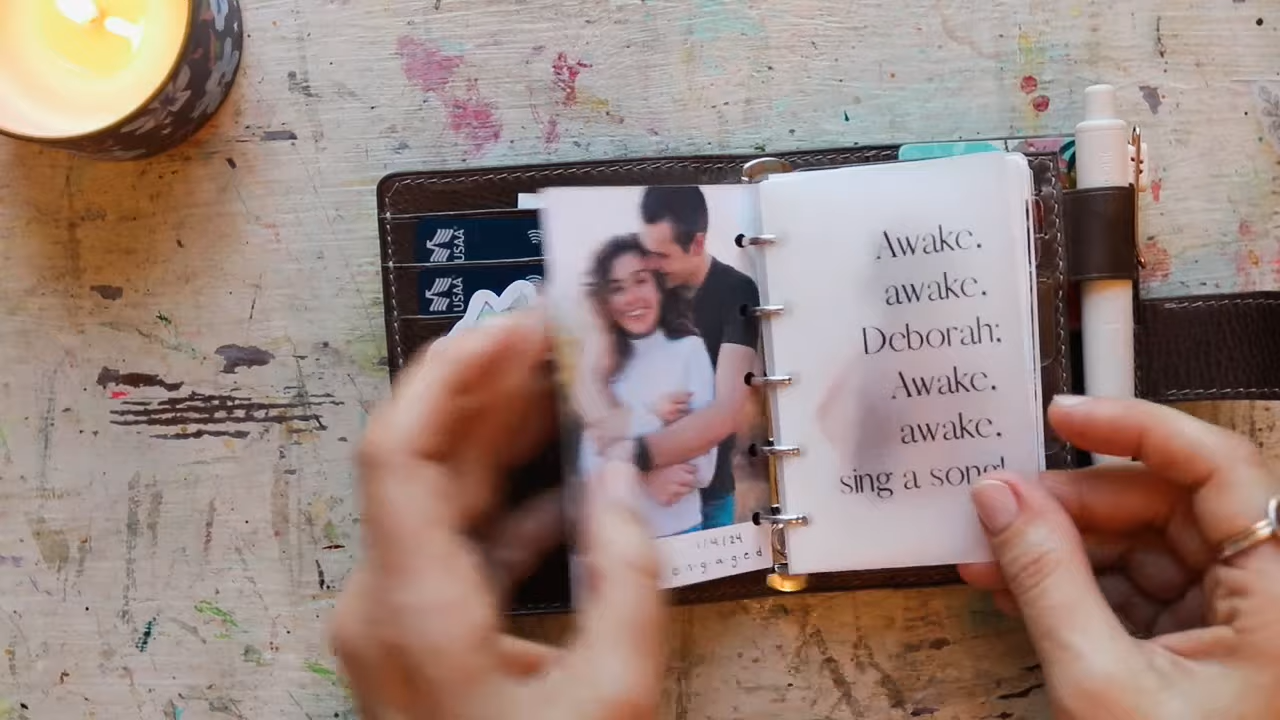 USAA
USAA
1/4/24
engaged
Awake.
awake.
Deborah:
Awake.
awake.
sing a song!